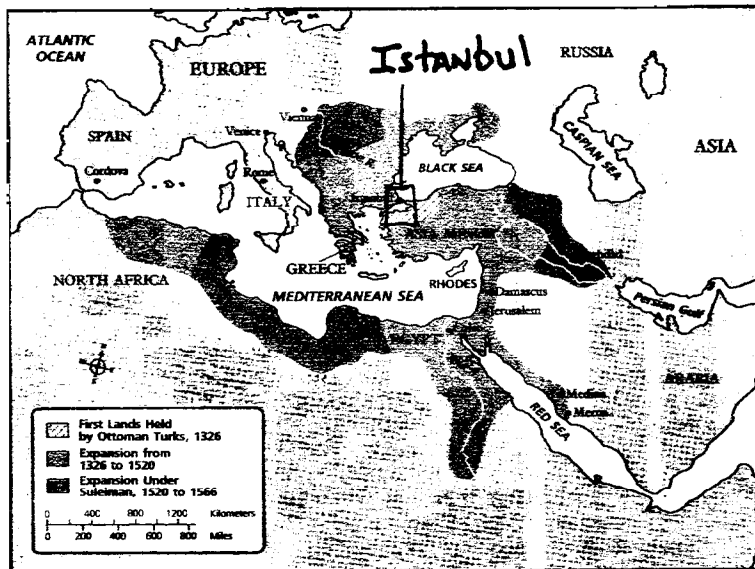 ATLANTIC
OCEAN
EUROPE
Istanbul
RUSSIA
ASIA
SPAIN
Cordova
Venice
Vienna
Rome
ITALY
BLACK SEA
CASPIAN SEA
GREECE
NORTH AFRICA
MEDITERRANEAN SEA
RHODES
Damascus
Jerusalem
Persian Gulf
EGYPT
ARABIA
Medina
Mecca
RED SEA
First Lands Held
by Ottoman Turks, 1326
Expansion from
1326 to 1520
Expansion Under
Suleiman, 1520 to 1566
0 400 800 1200 Kilometers
0 200 400 600 800 Miles